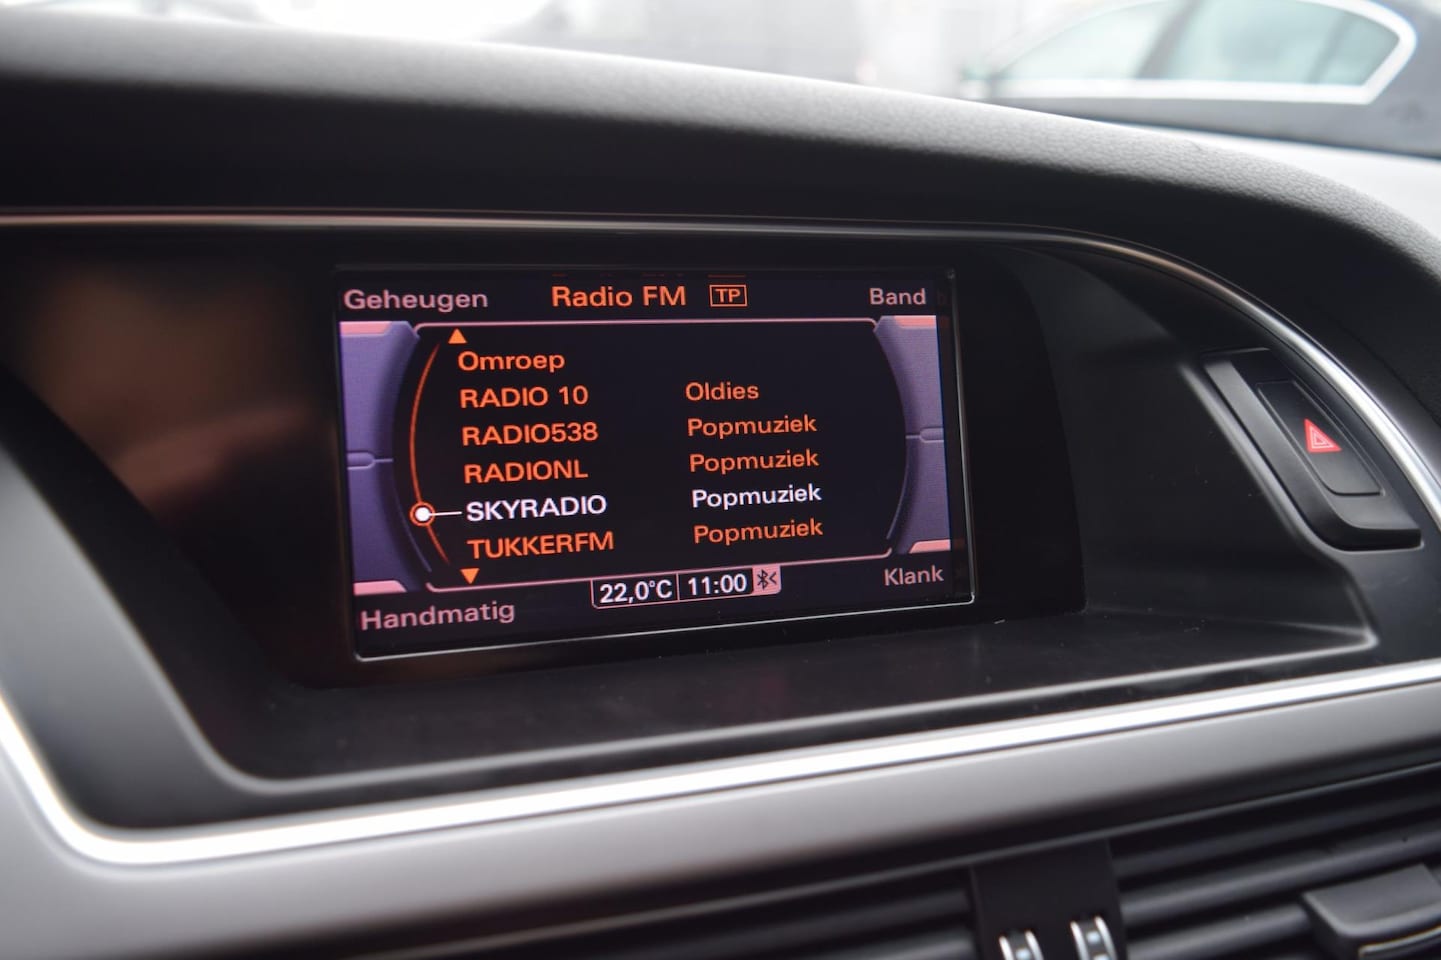 Geheugen Radio FM TP Band
Omroep
RADIO 10 Oldies
RADIO538 Popmuziek
RADIONL Popmuziek
SKYRADIO Popmuziek
TUKKERFM Popmuziek
Handmatig 22,0°C 11:00 Klank